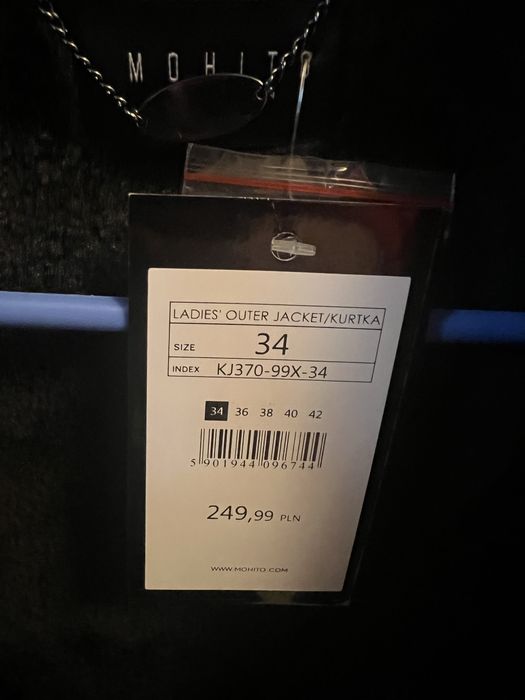 MOHITO
LADIES' OUTER JACKET/KURTKA
SIZE 34
INDEX KJ370-99X-34
34 36 38 40 42
5 901944 096744
249,99 PLN
WWW.MOHITO.COM